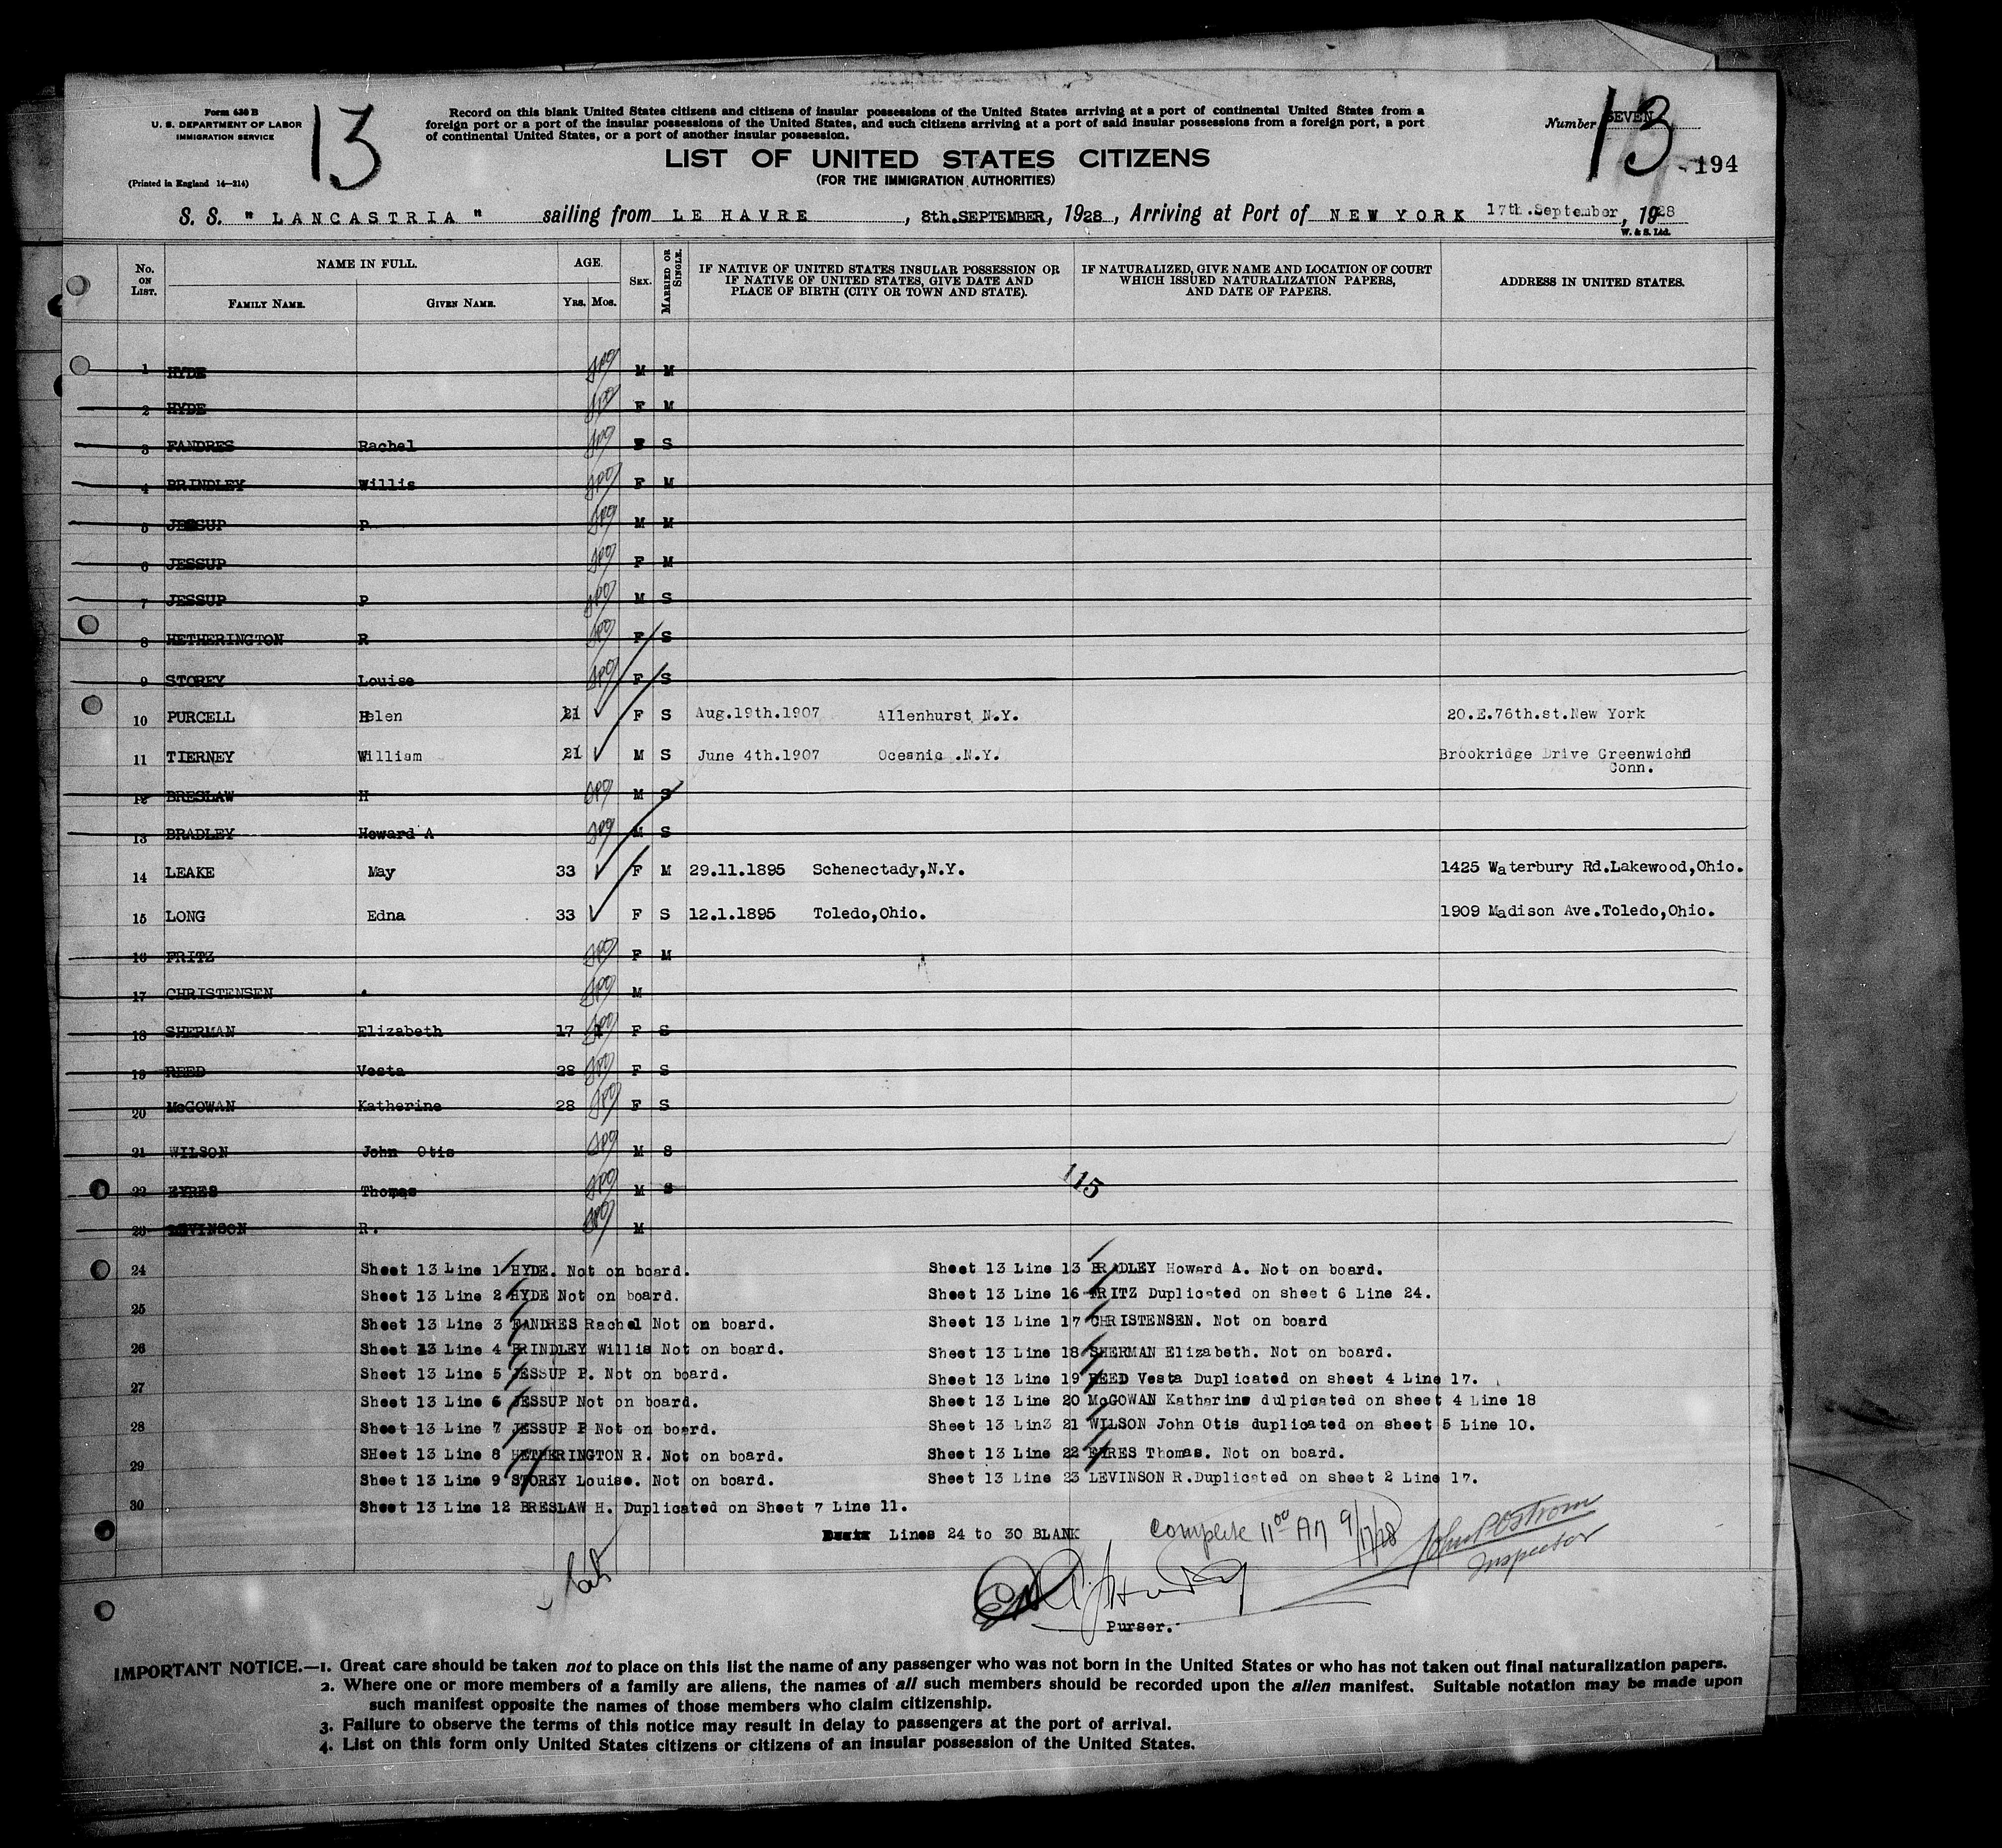 Form 630 B
U. S. DEPARTMENT OF LABOR
IMMIGRATION SERVICE
(Printed in England 14—214)
13
Record on this blank United States citizens and citizens of insular possessions of the United States arriving at a port of continental United States from a
foreign port or a port of the insular possessions of the United States, and such citizens arriving at a port of said insular possessions from a foreign port, a port
of continental United States, or a port of another insular possession.
Number SEVEN
13
194
LIST OF UNITED STATES CITIZENS
(FOR THE IMMIGRATION AUTHORITIES)
S. S. " LANCASTRIA " sailing from LE HAVRE , 8th.SEPTEMBER, 1928 , Arriving at Port of NEW YORK 17th.September, 1928
W. & S. Ltd.
No. ON LIST. NAME IN FULL. FAMILY NAME. GIVEN NAME. AGE. YRS. MOS. SEX. MARRIED OR SINGLE. IF NATIVE OF UNITED STATES INSULAR POSSESSION OR IF NATIVE OF UNITED STATES, GIVE DATE AND PLACE OF BIRTH (CITY OR TOWN AND STATE). IF NATURALIZED, GIVE NAME AND LOCATION OF COURT WHICH ISSUED NATURALIZATION PAPERS, AND DATE OF PAPERS. ADDRESS IN UNITED STATES.
1 HYDE M M
2 HYDE F M
3 FANDRES Rachel F S
4 BRINDLEY Willis F M
5 JESSUP P M M
6 JESSUP F M
7 JESSUP P M S
8 HETHERINGTON R F S
9 STOREY Louise F S
10 PURCELL Helen 21 F S Aug.19th.1907 Allenhurst N.Y. 20.E.76th.st.New York
11 TIERNEY William 21 M S June 4th.1907 Oceanic .N.Y. Brookridge Drive Greenwich
Conn.
12 BRESLAW H M S
13 BRADLEY Howard A M S
14 LEAKE May 33 F M 29.11.1895 Schenectady,N.Y. 1425 Waterbury Rd.Lakewood,Ohio.
15 LONG Edna 33 F S 12.1.1895 Toledo,Ohio. 1909 Madison Ave.Toledo,Ohio.
16 FRITZ F M
17 CHRISTENSEN . M
18 SHERMAN Elizabeth 17 1 F S
19 REED Vesta 28 F S
20 McGOWAN Katherine 28 F S
21 WILSON John Otis M S
22 EYRES Thomas M S
115
23 LEVINSON R. M
24 Sheet 13 Line 1 HYDE. Not on board. Sheet 13 Line 13 BRADLEY Howard A. Not on board.
Sheet 13 Line 2 HYDE Not on board. Sheet 13 Line 16 FRITZ Duplicated on sheet 6 Line 24.
25 Sheet 13 Line 3 FANDRES Rachel Not on board. Sheet 13 Line 17 CHRISTENSEN. Not on board
26 Sheet 13 Line 4 BRINDLEY Willis Not on board. Sheet 13 Line 18 SHERMAN Elizabeth. Not on board.
Sheet 13 Line 5 JESSUP P. Not on board. Sheet 13 Line 19 REED Vesta Duplicated on sheet 4 Line 17.
27 Sheet 13 Line 6 JESSUP Not on board. Sheet 13 Line 20 McGOWAN Katharine dulpicated on sheet 4 Line 18
28 Sheet 13 Line 7 JESSUP P Not on board. Sheet 13 Lin3 21 WILSON John Otis duplicated on sheet 5 Line 10.
SHeet 13 Line 8 HETHERINGTON R. Not on board. Sheet 13 Line 22 EYRES Thomas. Not on board.
29 Sheet 13 Line 9 STOREY Louise. Not on board. Sheet 13 Line 23 LEVINSON R.Duplicated on sheet 2 Line 17.
30 Sheet 13 Line 12 BRESLAW H. Duplicated on Sheet 7 Line 11.
Lines 24 to 30 BLANK
Complete 11 00 AM 9/17/28 John P Ostrom
Inspector
Purser.
IMPORTANT NOTICE.—1. Great care should be taken not to place on this list the name of any passenger who was not born in the United States or who has not taken out final naturalization papers.
2. Where one or more members of a family are aliens, the names of all such members should be recorded upon the alien manifest. Suitable notation may be made upon
such manifest opposite the names of those members who claim citizenship.
3. Failure to observe the terms of this notice may result in delay to passengers at the port of arrival.
4. List on this form only United States citizens or citizens of an insular possession of the United States.